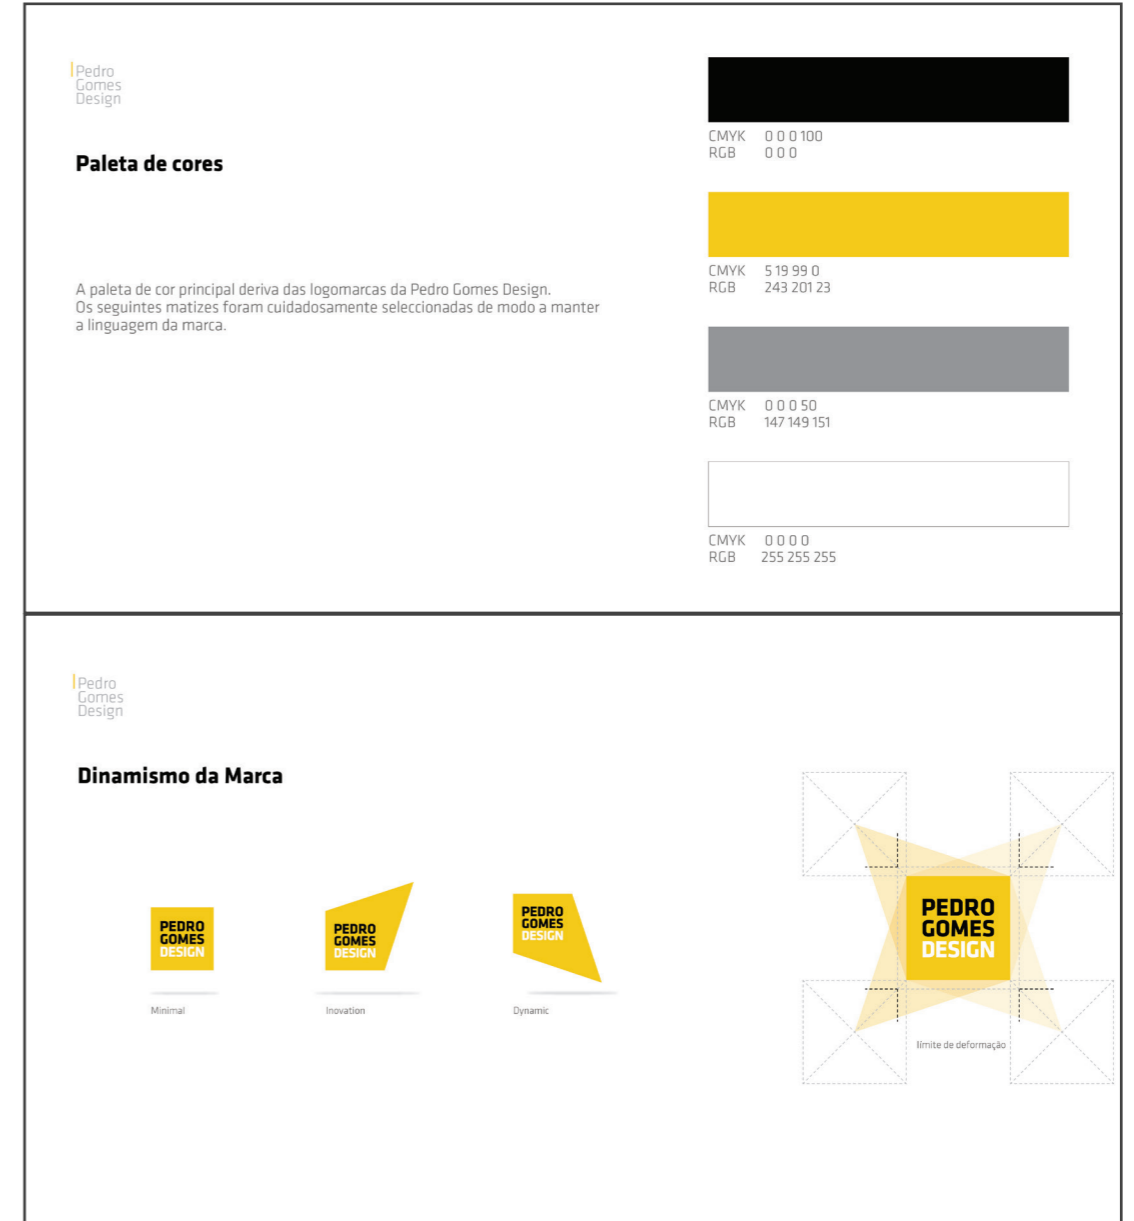 Pedro
Gomes
Design
Paleta de cores
A paleta de cor principal deriva das logomarcas da Pedro Gomes Design.
Os seguintes matizes foram cuidadosamente seleccionadas de modo a manter
a linguagem da marca.
CMYK 0 0 0 100
RGB 0 0 0
CMYK 5 19 99 0
RGB 243 201 23
CMYK 0 0 0 50
RGB 147 149 151
CMYK 0 0 0 0
RGB 255 255 255
Pedro
Gomes
Design
Dinamismo da Marca
PEDRO
GOMES
DESIGN
Minimal
PEDRO
GOMES
DESIGN
Inovation
PEDRO
GOMES
DESIGN
Dynamic
PEDRO
GOMES
DESIGN
límite de deformação